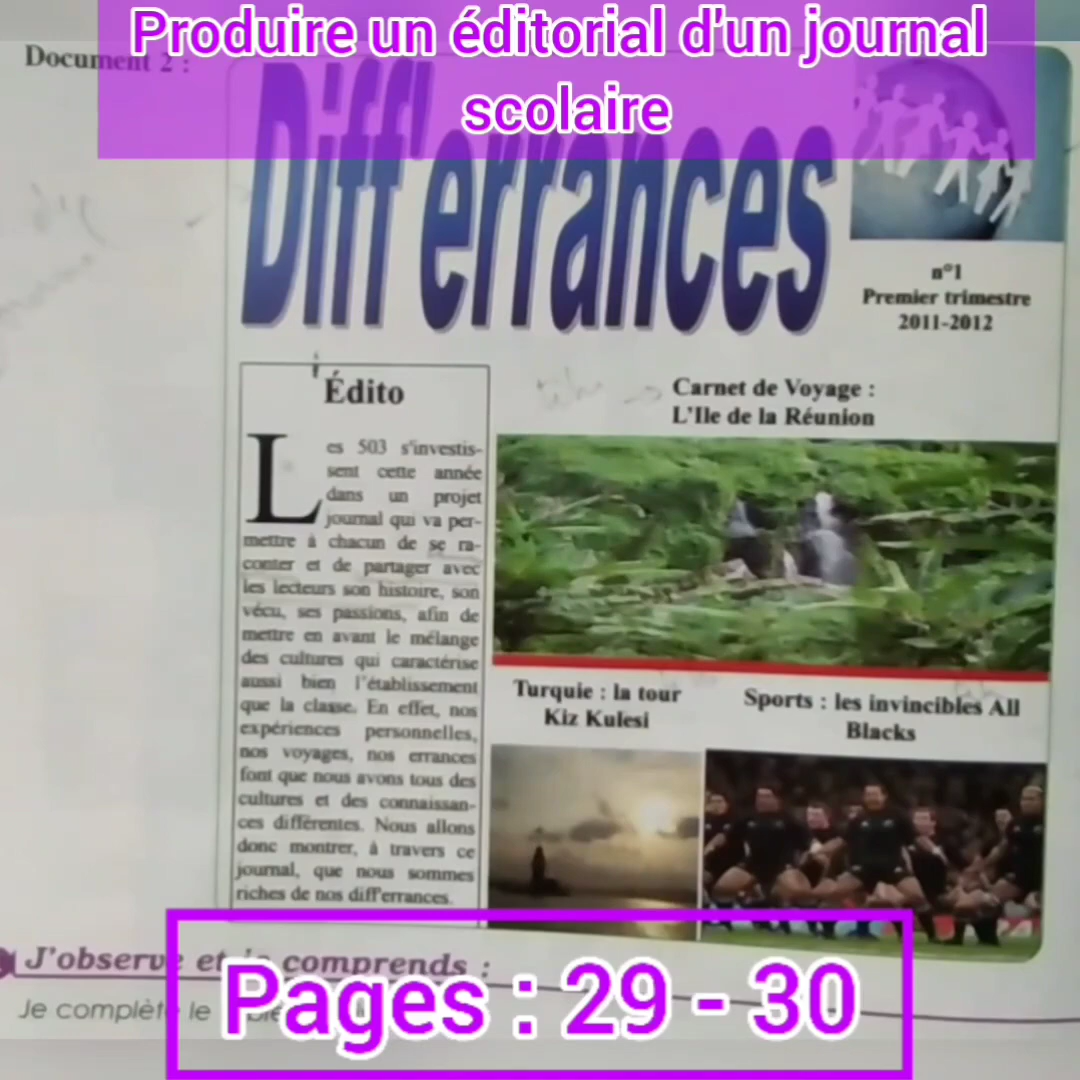 Produire un éditorial d'un journal
scolaire
Document 2 :
Diff'errances
n°1
Premier trimestre
2011-2012
Édito
Les 503 s'investis-
sent cette année
dans un projet
journal qui va per-
mettre à chacun de se ra-
conter et de partager avec
les lecteurs son histoire, son
vécu, ses passions, afin de
mettre en avant le mélange
des cultures qui caractérise
aussi bien l'établissement
que la classe. En effet, nos
expériences personnelles,
nos voyages, nos errances
font que nous avons tous des
cultures et des connaissan-
ces différentes. Nous allons
donc montrer, à travers ce
journal, que nous sommes
riches de nos diff'errances.
Carnet de Voyage :
L'Ile de la Réunion
Turquie : la tour
Kiz Kulesi
Sports : les invincibles All
Blacks
J'observe et je comprends :
Je complète le
Pages : 29 - 30